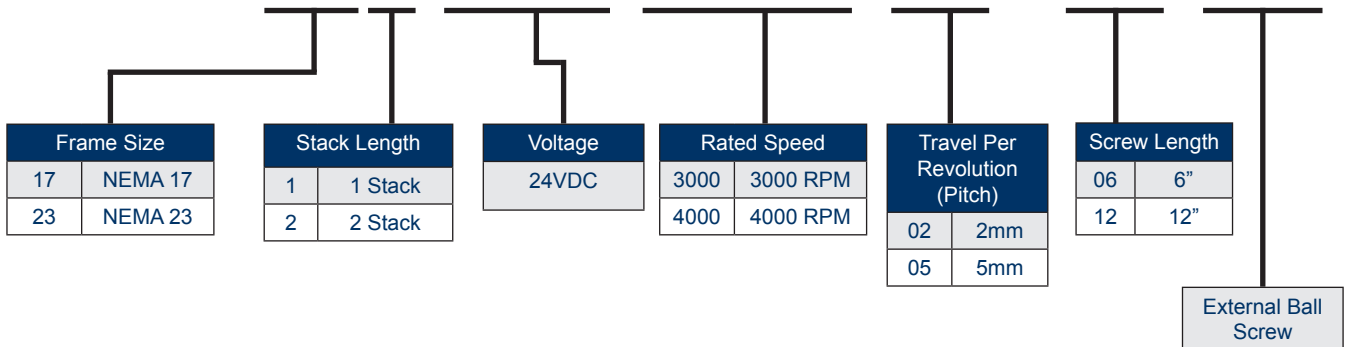 Frame Size
17 NEMA 17
23 NEMA 23
Stack Length
1 1 Stack
2 2 Stack
Voltage
24VDC
Rated Speed
3000 3000 RPM
4000 4000 RPM
Travel Per
Revolution
(Pitch)
02 2mm
05 5mm
Screw Length
06 6”
12 12”
External Ball
Screw